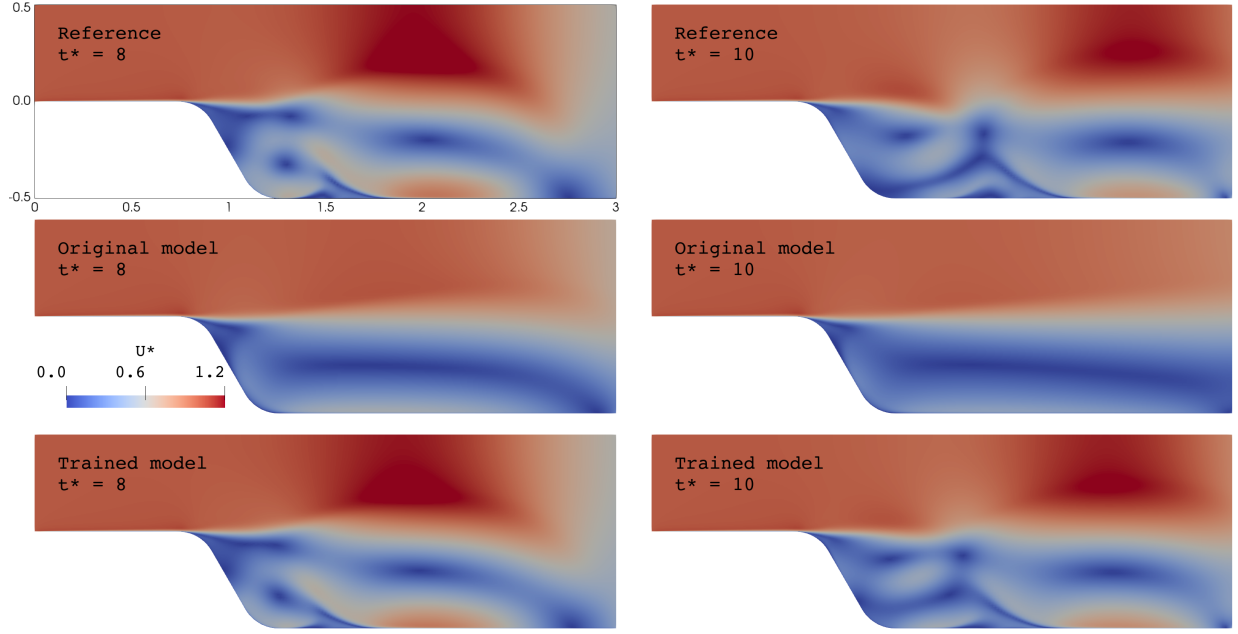 0.5
Reference
t* = 8
0.0
-0.5
0
0.5
1
1.5
2
2.5
3
Reference
t* = 10
Original model
t* = 8
U*
0.0 0.6 1.2
Original model
t* = 10
Trained model
t* = 8
Trained model
t* = 10